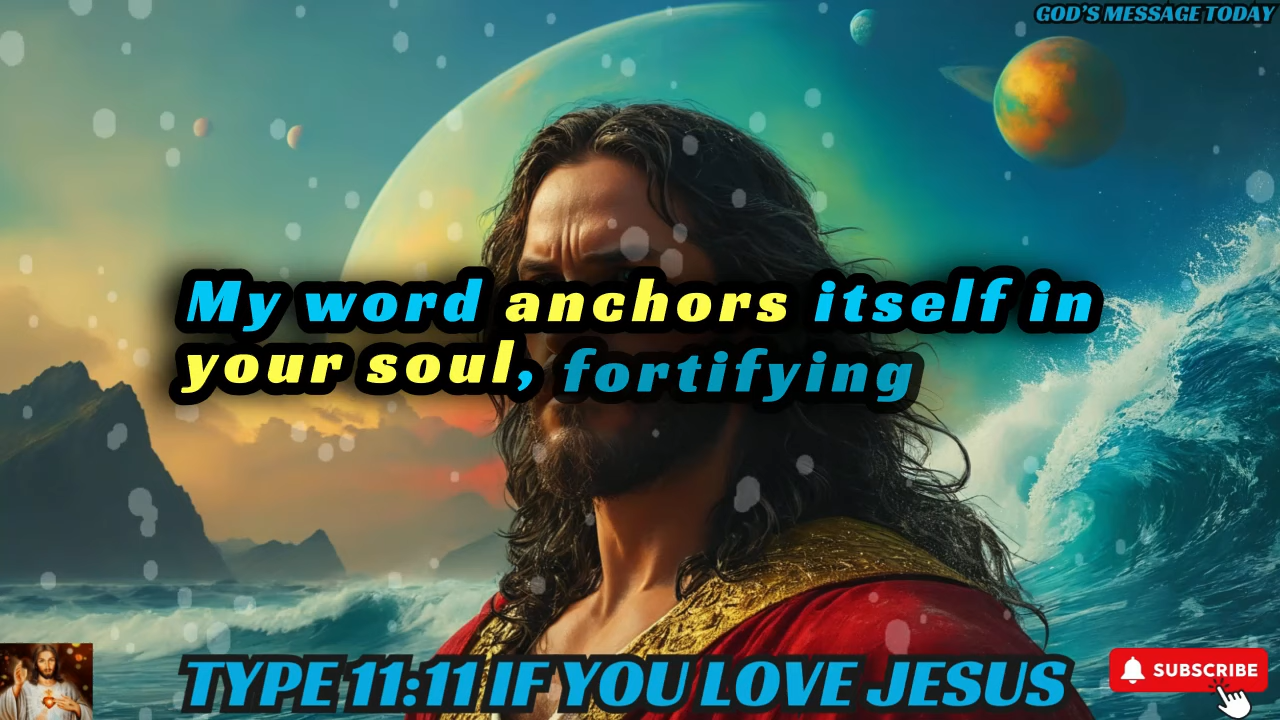 GOD'S MESSAGE TODAY
My word anchors itself in
your soul, fortifying
TYPE 11:11 IF YOU LOVE JESUS
SUBSCRIBE